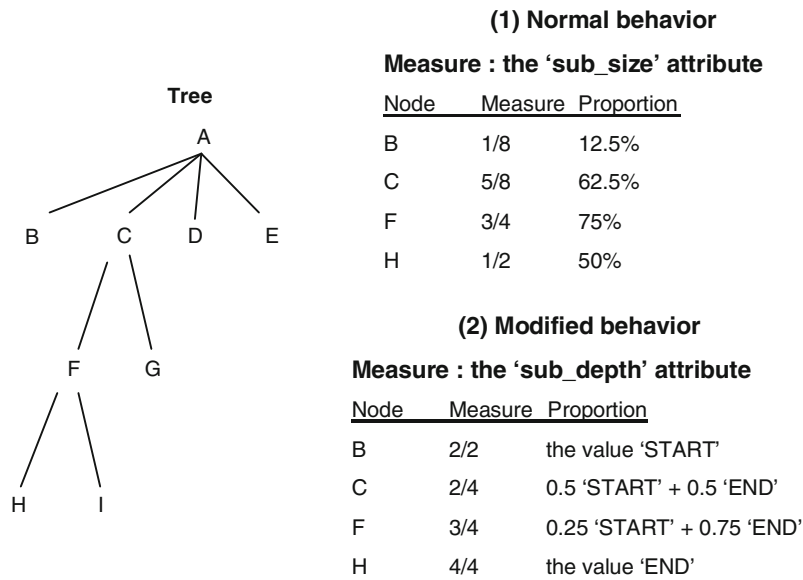 Tree
A
B C D E
F G
H I
(1) Normal behavior
Measure : the ‘sub_size’ attribute
Node Measure Proportion
B 1/8 12.5%
C 5/8 62.5%
F 3/4 75%
H 1/2 50%
(2) Modified behavior
Measure : the ‘sub_depth’ attribute
Node Measure Proportion
B 2/2 the value ‘START’
C 2/4 0.5 ‘START’ + 0.5 ‘END’
F 3/4 0.25 ‘START’ + 0.75 ‘END’
H 4/4 the value ‘END’